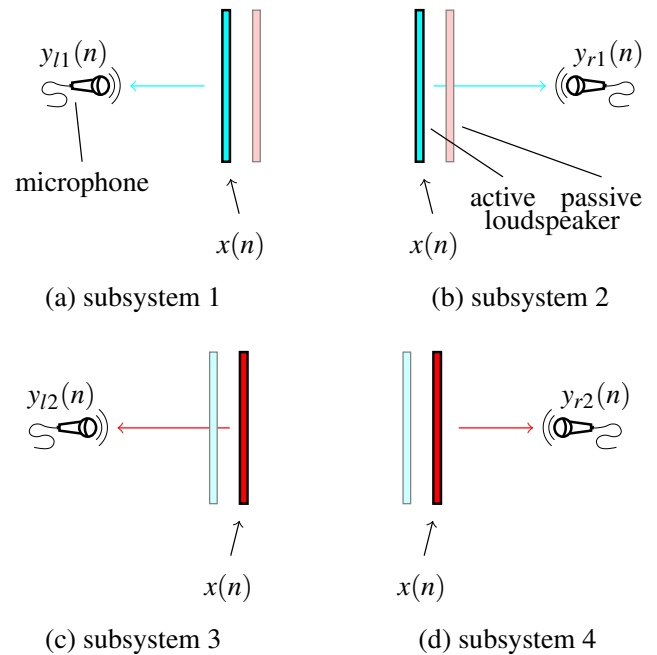 y_{l1}(n)
y_{r1}(n)
microphone
active passive
loudspeaker
x(n)
x(n)
(a) subsystem 1
(b) subsystem 2
y_{l2}(n)
y_{r2}(n)
x(n)
x(n)
(c) subsystem 3
(d) subsystem 4